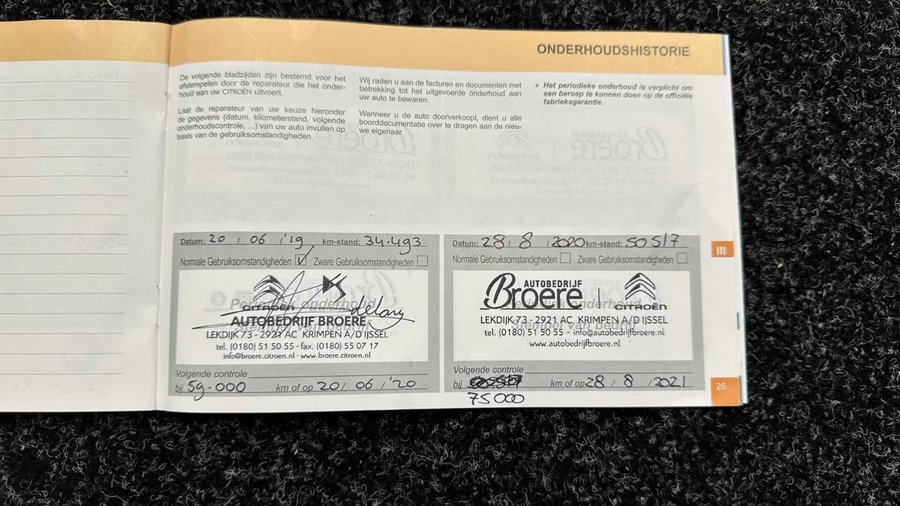 ONDERHOUDSHISTORIE
De volgende bladzijden zijn bestemd voor het
afstempelen door de reparateur die het onder-
houd aan uw CITROËN uitvoert.
Laat de reparateur van uw keuze hieronder
de gegevens (datum, kilometerstand, volgende
onderhoudscontrole, ...) van uw auto invullen op
basis van de gebruiksomstandigheden.
Wij raden u aan de facturen en documenten met
betrekking tot het uitgevoerde onderhoud aan
uw auto te bewaren.
Wanneer u de auto doorverkoopt, dient u alle
boorddocumentatie over te dragen aan de nieu-
we eigenaar.
Het periodieke onderhoud is verplicht om
een beroep te kunnen doen op de officiële
fabrieksgarantie.
Datum: 20 / 06 / '19 km-stand: 34.493
Normale Gebruiksomstandigheden Zware Gebruiksomstandigheden
CITROËN DS
AUTOBEDRIJF BROERE
LEKDIJK 73 - 2921 AC KRIMPEN A/D IJSSEL
tel. (0180) 51 50 55 - fax. (0180) 55 07 17
info@broere.citroen.nl - www.broere.citroen.nl
Volgende controle
bij 59.000 km of op 20 / 06 / '20
Datum: 28 / 8 / 2020 km-stand: 50517
Normale Gebruiksomstandigheden Zware Gebruiksomstandigheden
AUTOBEDRIJF
Broere CITROËN
LEKDIJK 73 - 2921 AC KRIMPEN A/D IJSSEL
tel. (0180) 51 50 55 - info@autobedrijfbroere.nl
www.autobedrijfbroere.nl
Volgende controle
bij km of op 28 / 8 / 2021
75000
25